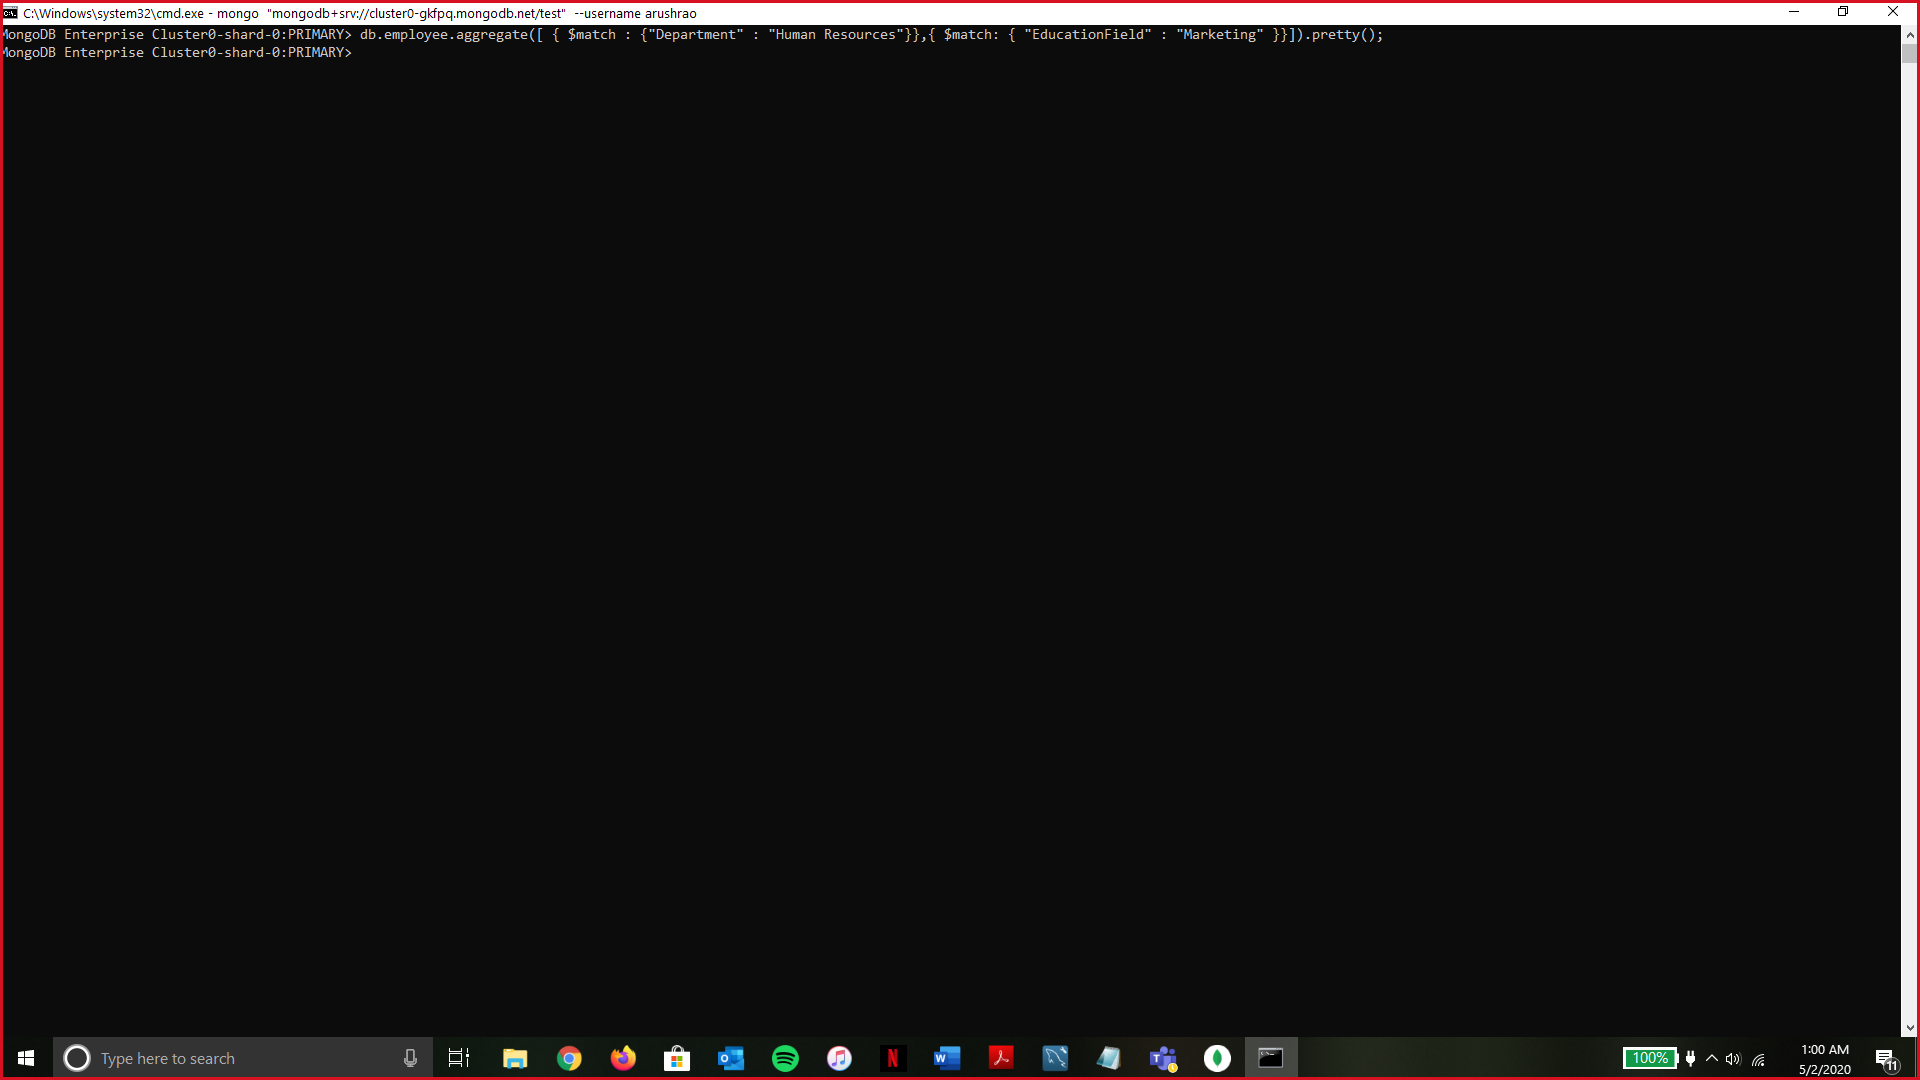 C:\Windows\system32\cmd.exe - mongo "mongodb+srv://cluster0-gkfpq.mongodb.net/test" --username arushrao
MongoDB Enterprise Cluster0-shard-0:PRIMARY> db.employee.aggregate([ { $match : {"Department" : "Human Resources"}},{ $match: { "EducationField" : "Marketing" }}]).pretty();
MongoDB Enterprise Cluster0-shard-0:PRIMARY>
Type here to search
100%
1:00 AM
5/2/2020
11